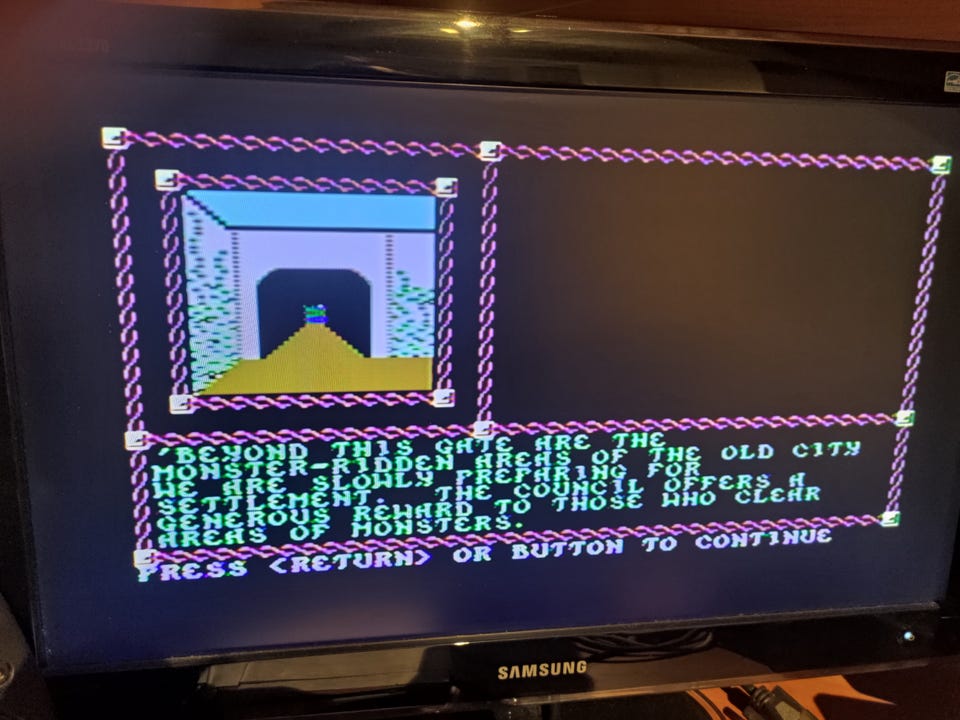 'BEYOND THIS GATE ARE THE
MONSTER-RIDDEN AREAS OF THE OLD CITY
WE ARE SLOWLY PREPARING FOR
SETTLEMENT. THE COUNCIL OFFERS A
GENEROUS REWARD TO THOSE WHO CLEAR
AREAS OF MONSTERS.
PRESS <RETURN> OR BUTTON TO CONTINUE
SAMSUNG